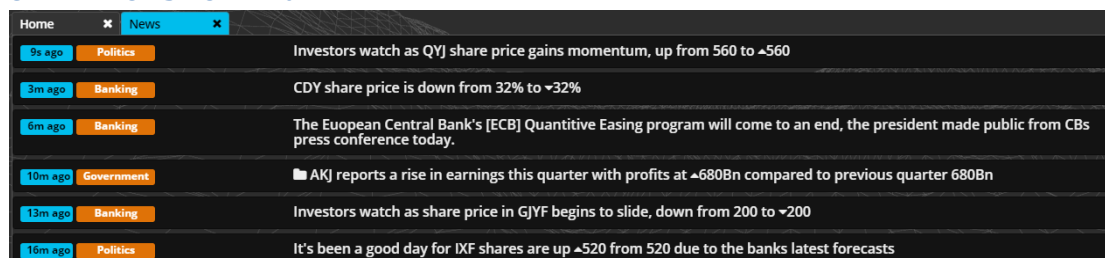 Home ✖ News ✖
9s ago Politics Investors watch as QYJ share price gains momentum, up from 560 to ▲560
3m ago Banking CDY share price is down from 32% to ▼32%
6m ago Banking The Euopean Central Bank's [ECB] Quantitive Easing program will come to an end, the president made public from CBs
press conference today.
10m ago Government AKJ reports a rise in earnings this quarter with profits at ▲680Bn compared to previous quarter 680Bn
13m ago Banking Investors watch as share price in GJYF begins to slide, down from 200 to ▼200
16m ago Politics It's been a good day for IXF shares are up ▲520 from 520 due to the banks latest forecasts